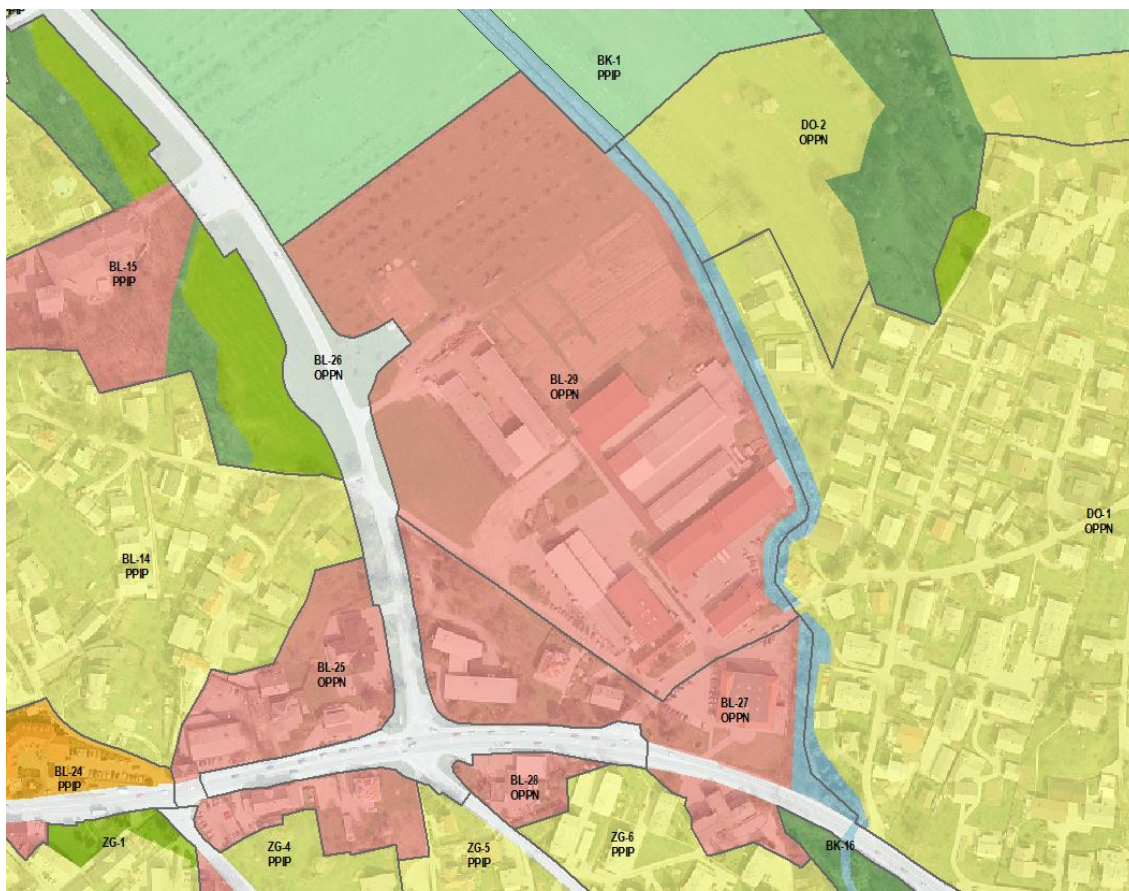 PPIP
BK-1
PPIP
DO-2
OPPN
BL-15
PPIP
BL-26
OPPN
BL-29
OPPN
DO-1
OPPN
BL-14
PPIP
BL-25
OPPN
BL-27
OPPN
BL-24
PPIP
BL-28
OPPN
ZG-1
ZG-4
PPIP
ZG-5
PPIP
ZG-6
PPIP
BK-16